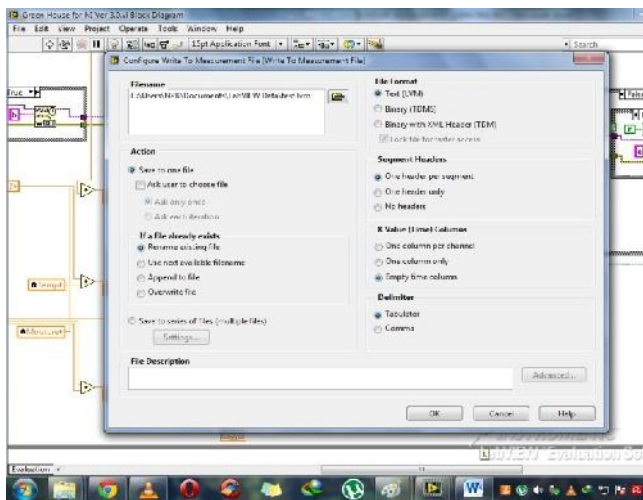 Green House for NI Ver 3.0.vi Block Diagram
File Edit View Project Operate Tools Window Help
15pt Application Font
Search
Configure Write To Measurement File [Write To Measurement File]
Filename
Action
Save to one file
Ask user to choose file
Ask only once
Ask each iteration
If a file already exists
Rename existing file
Use next available filename
Append to file
Overwrite file
Save to series of files (multiple files)
Settings...
File Description
File Format
Text (LVM)
Binary (TDMS)
Binary with XML Header (TDM)
Lock file for faster access
Segment Headers
One header per segment
One header only
No headers
X Value (Time) Columns
One column per channel
One column only
Empty time column
Delimiter
Tabulator
Comma
Advanced...
OK Cancel Help
True
LabVIEW Evaluation
Evaluation